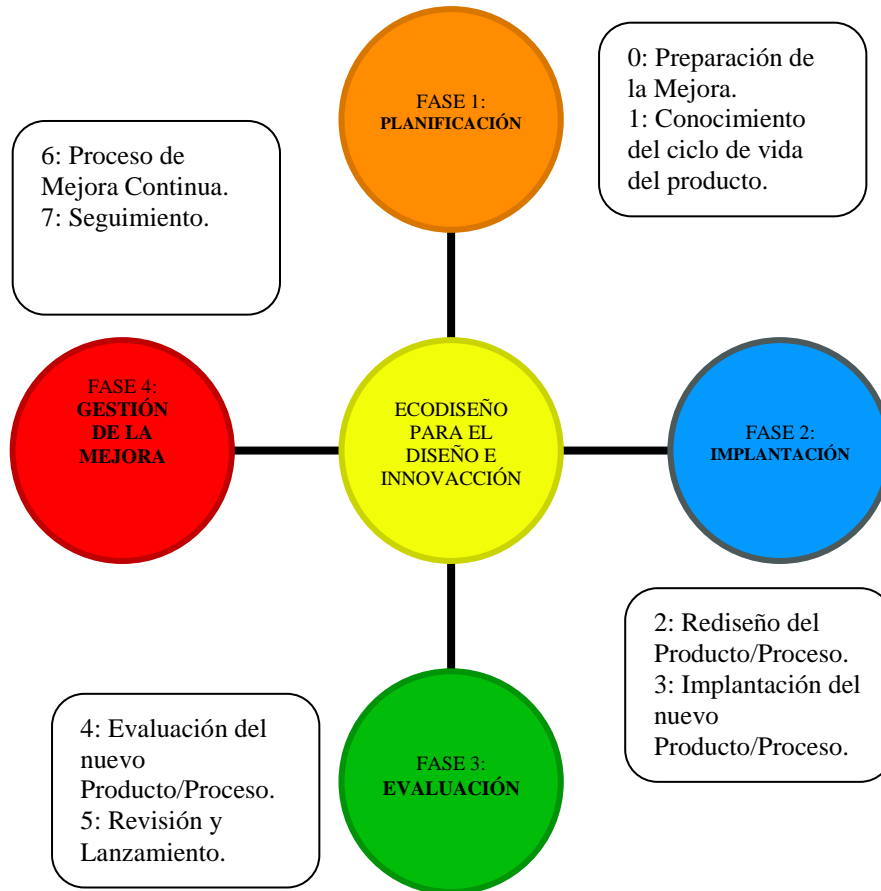 FASE 1:
PLANIFICACIÓN
0: Preparación de
la Mejora.
1: Conocimiento
del ciclo de vida
del producto.
6: Proceso de
Mejora Continua.
7: Seguimiento.
FASE 4:
GESTIÓN
DE LA
MEJORA
ECODISEÑO
PARA EL
DISEÑO E
INNOVACCIÓN
FASE 2:
IMPLANTACIÓN
2: Rediseño del
Producto/Proceso.
3: Implantación del
nuevo
Producto/Proceso.
4: Evaluación del
nuevo
Producto/Proceso.
5: Revisión y
Lanzamiento.
FASE 3:
EVALUACIÓN